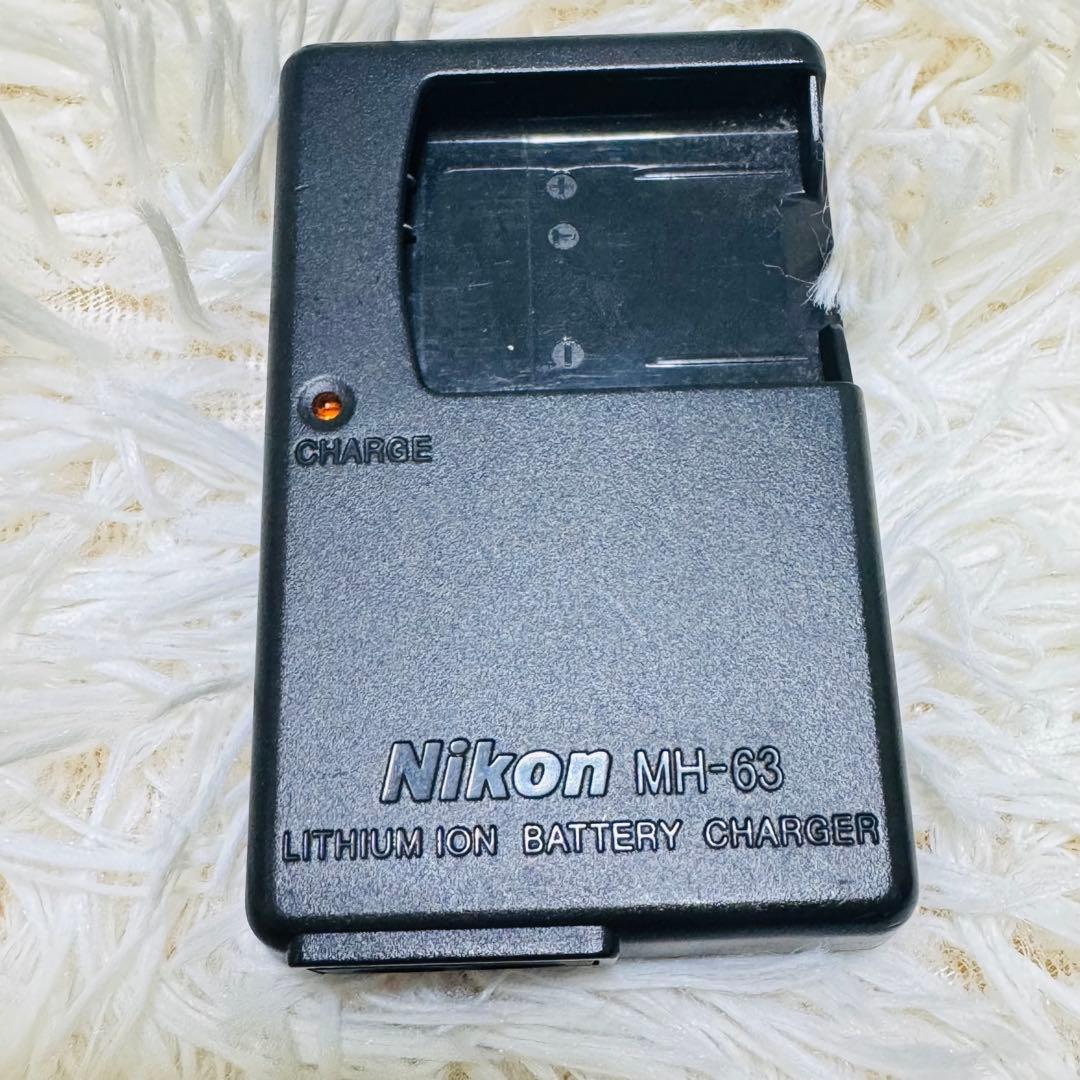 +
T
-
CHARGE
Nikon MH-63
LITHIUM ION BATTERY CHARGER